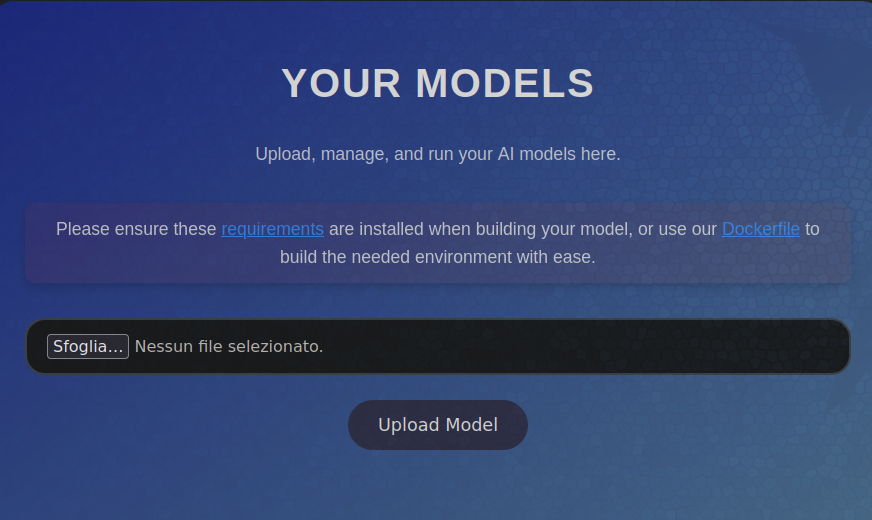 YOUR MODELS
Upload, manage, and run your AI models here.
Please ensure these requirements are installed when building your model, or use our Dockerfile to
build the needed environment with ease.
Sfoglia... Nessun file selezionato.
Upload Model